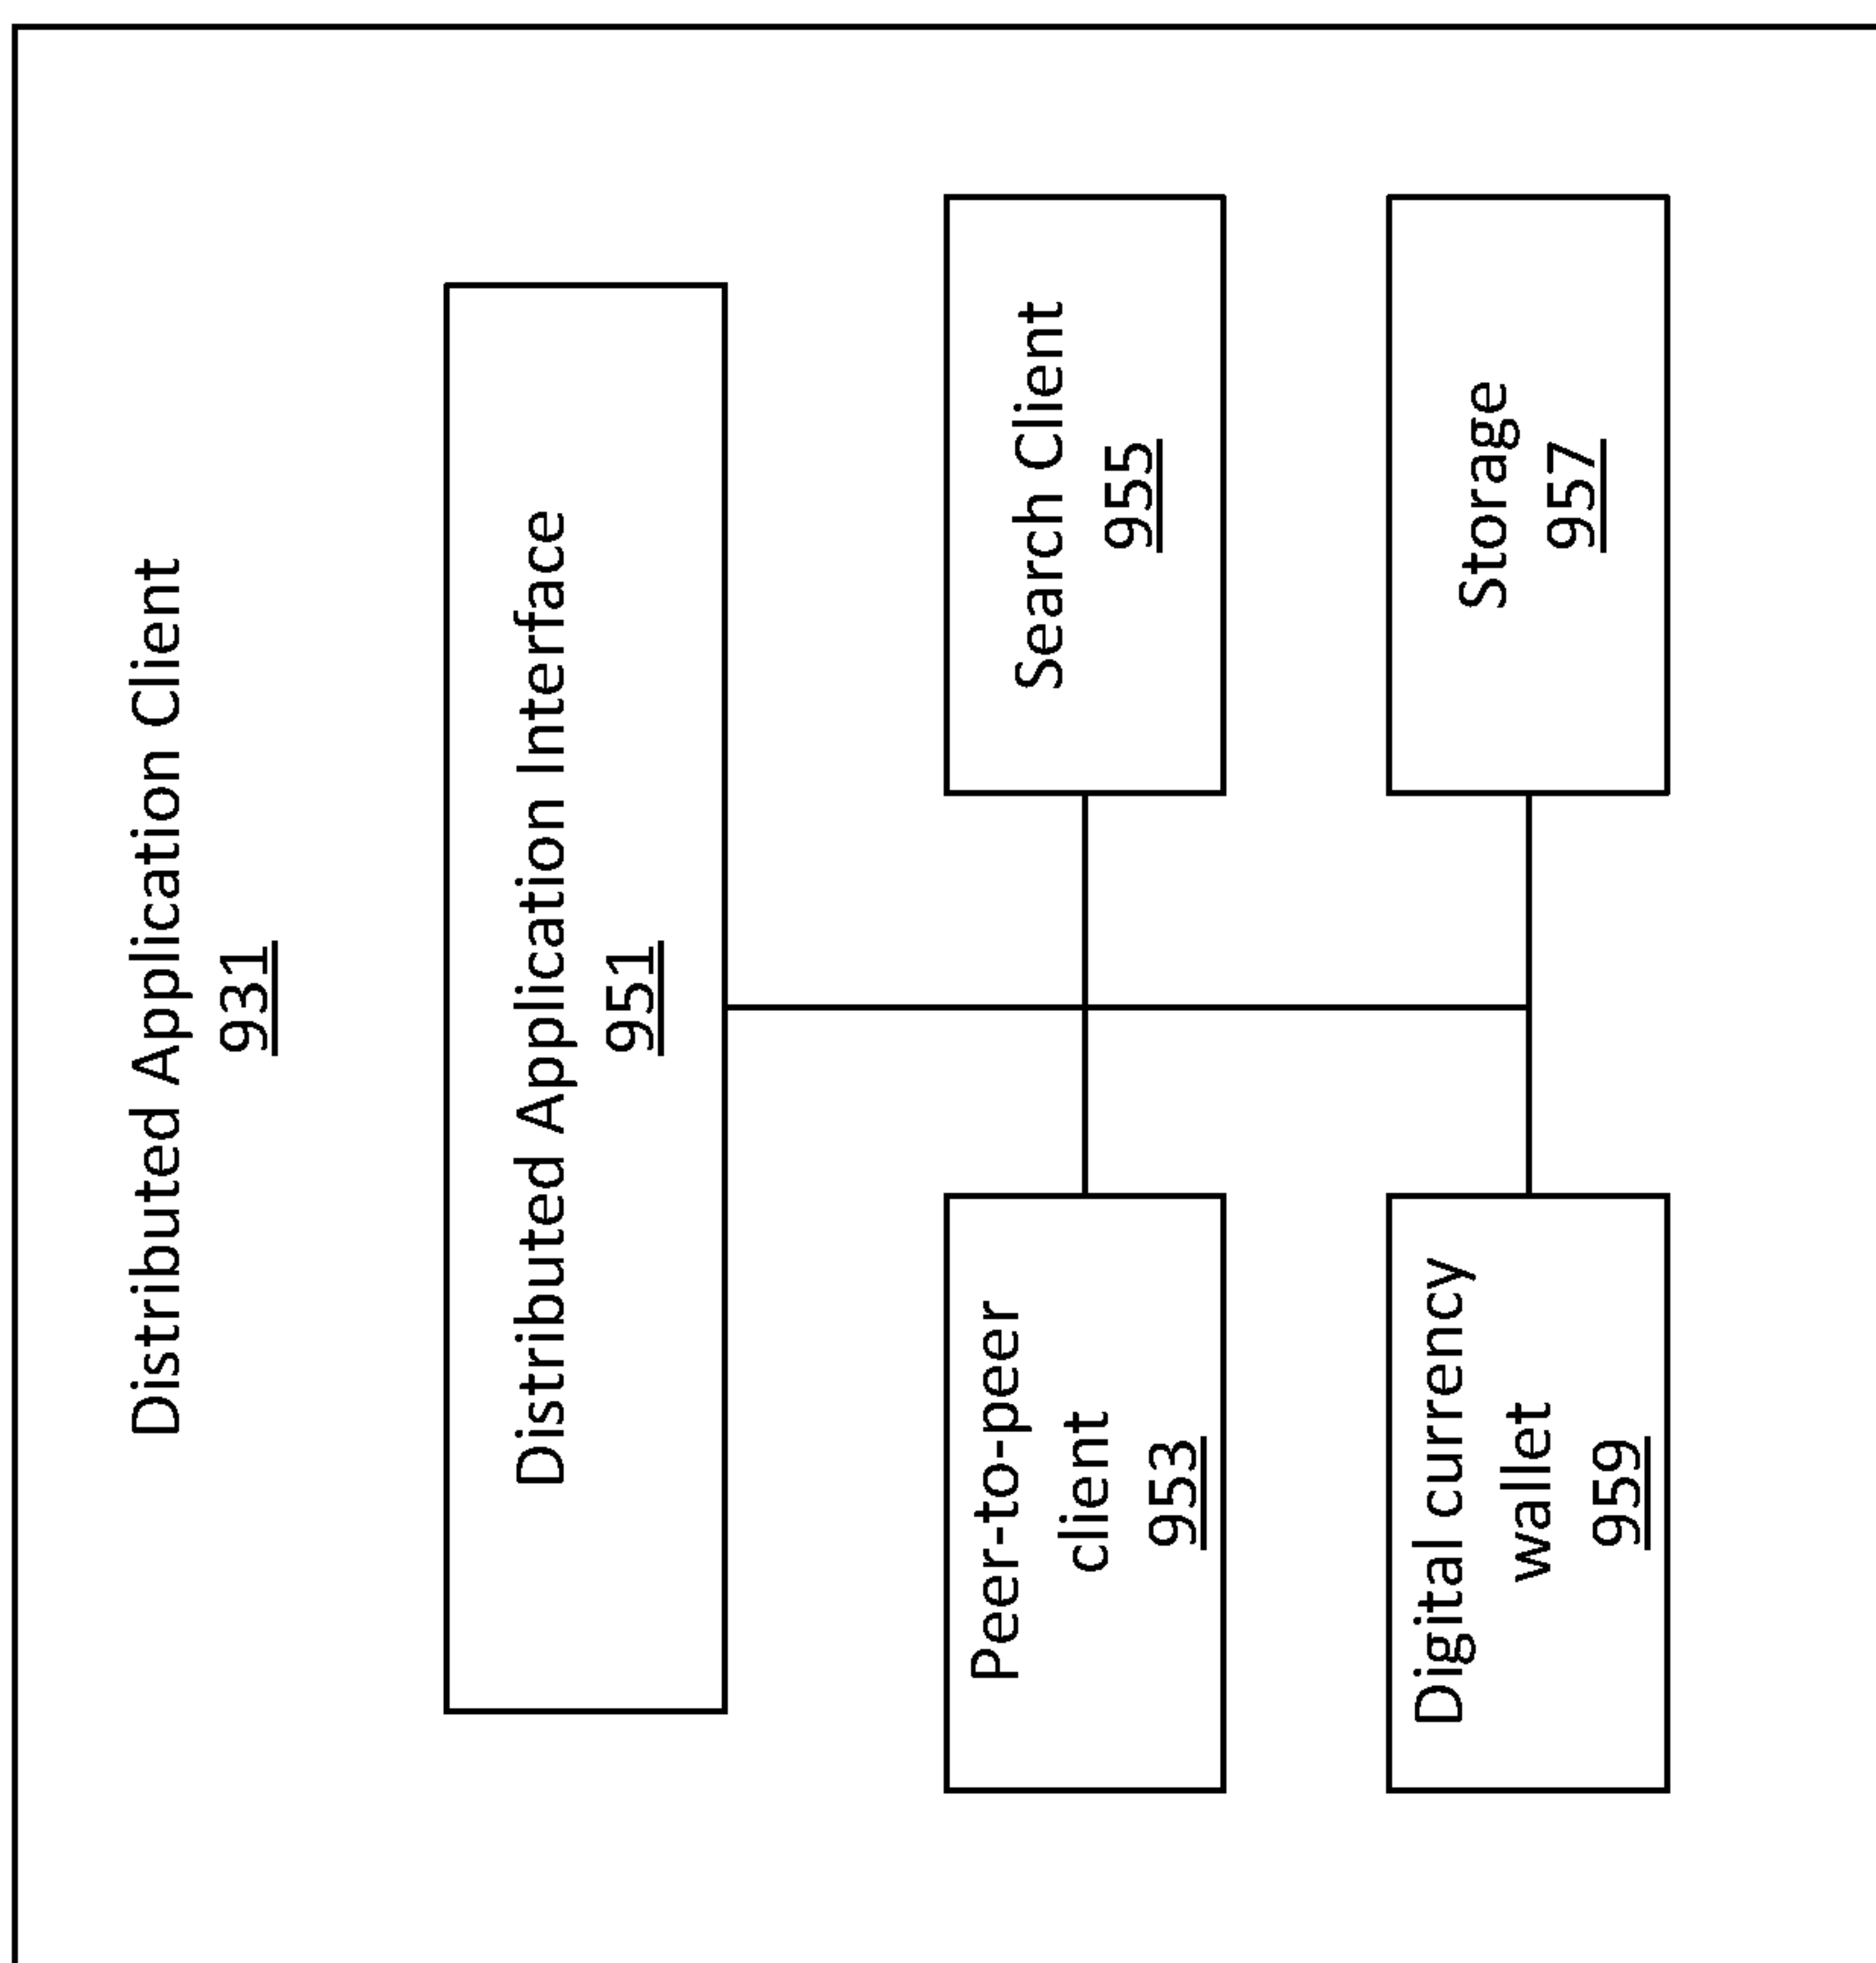 Distributed Application Client
931
Distributed Application Interface
951
Peer-to-peer
client
953
Search Client
955
Digital currency
wallet
959
Storage
957